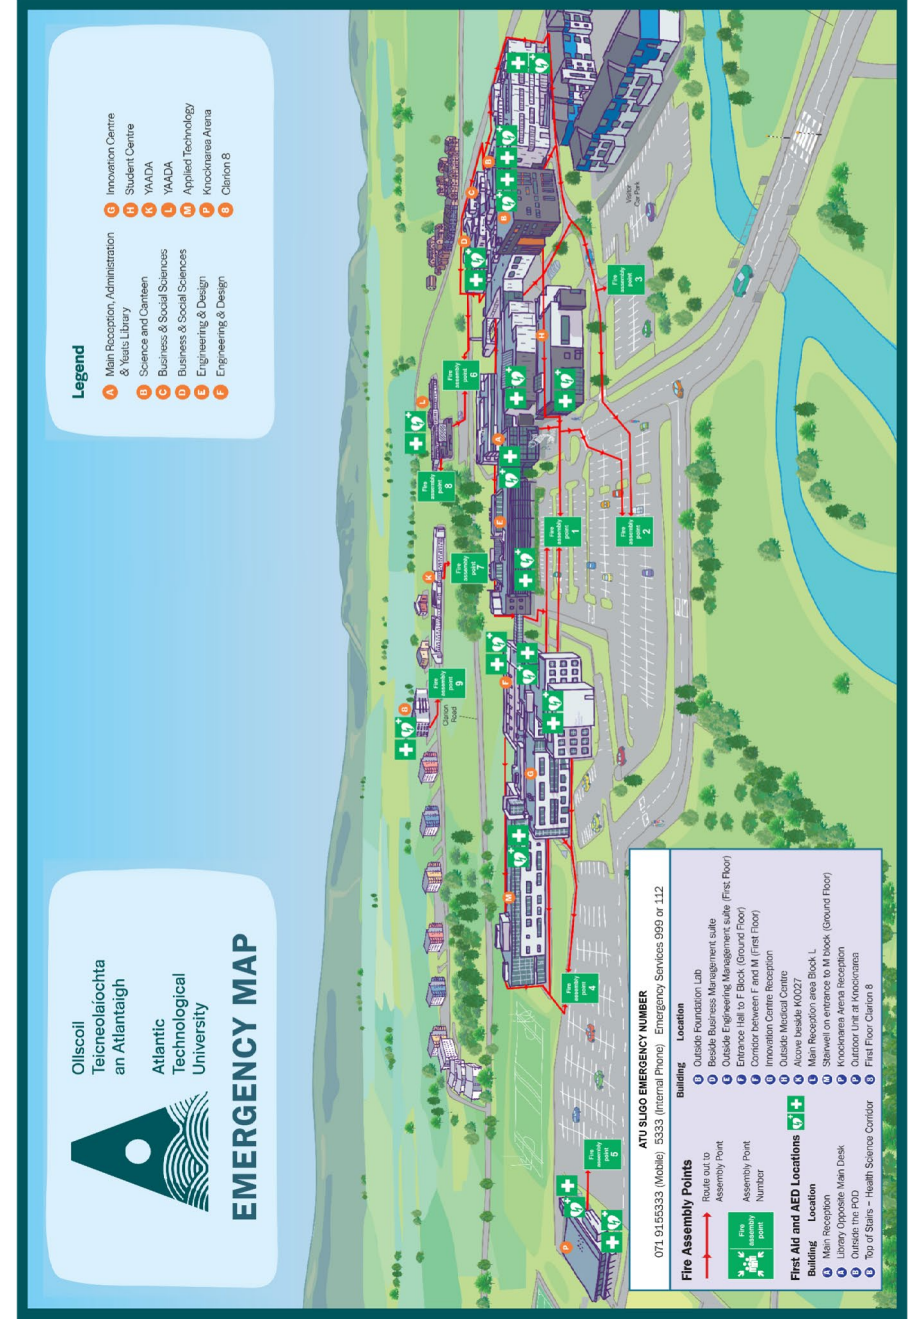 Ollscoil
Teicneolaíochta
an Atlantaigh
Atlantic
Technological
University
EMERGENCY MAP
Legend
A Main Reception, Administration
& Yeats Library
B Science and Canteen
C Business & Social Sciences
D Business & Social Sciences
E Engineering & Design
F Engineering & Design
G Innovation Centre
H Student Centre
K YAADA
L YAADA
M Applied Technology
P Knocknarea Arena
8 Clarion 8
8
Fire
assembly
point
9
Clarion
Road
K
Fire
assembly
point
7
L
Fire
assembly
point
8
Fire
assembly
point
6
D
C
B
B
P
Fire
assembly
point
5
M
Fire
assembly
point
4
G
F
E
A
H
Fire
assembly
point
1
Fire
assembly
point
2
Fire
assembly
point
3
Visitor
Car Park
ATU SLIGO EMERGENCY NUMBER
071 9155333 (Mobile) 5333 (Internal Phone) Emergency Services 999 or 112
Fire Assembly Points
Route out to
Assembly Point
Fire
assembly
point
Assembly Point
Number
First Aid and AED Locations
Building Location
A Main Reception
A Library Opposite Main Desk
B Outside the POD
B Top of Stairs – Health Science Corridor
Building Location
B Outside Foundation Lab
D Beside Business Management suite
E Outside Engineering Management suite (First Floor)
F Entrance Hall to F Block (Ground Floor)
F Corridor between F and M (First Floor)
G Innovation Centre Reception
H Outside Medical Centre
K Alcove beside K0027
L Main Reception area Block L
M Stairwell on entrance to M block (Ground Floor)
P Knocknarea Arena Reception
P Outdoor Unit at Knocknarea
8 First Floor Clarion 8